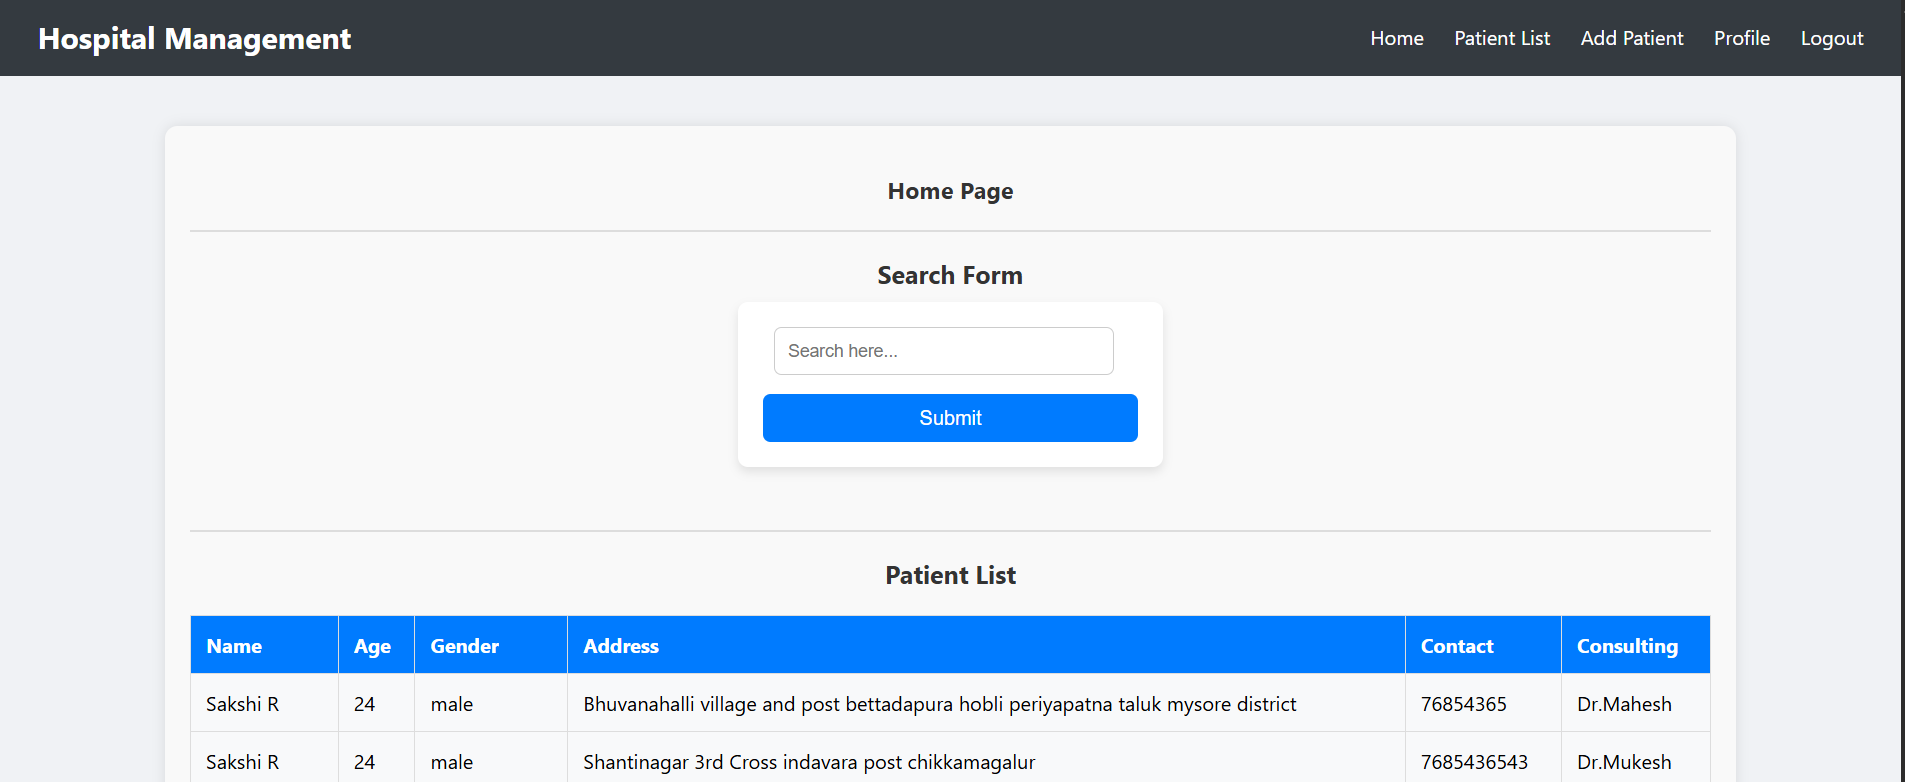 Hospital Management Home Patient List Add Patient Profile Logout
Home Page
Search Form
Search here...
Submit
Patient List
Name Age Gender Address Contact Consulting
Sakshi R 24 male Bhuvanahalli village and post bettadapura hobli periyapatna taluk mysore district 76854365 Dr.Mahesh
Sakshi R 24 male Shantinagar 3rd Cross indavara post chikkamagalur 7685436543 Dr.Mukesh